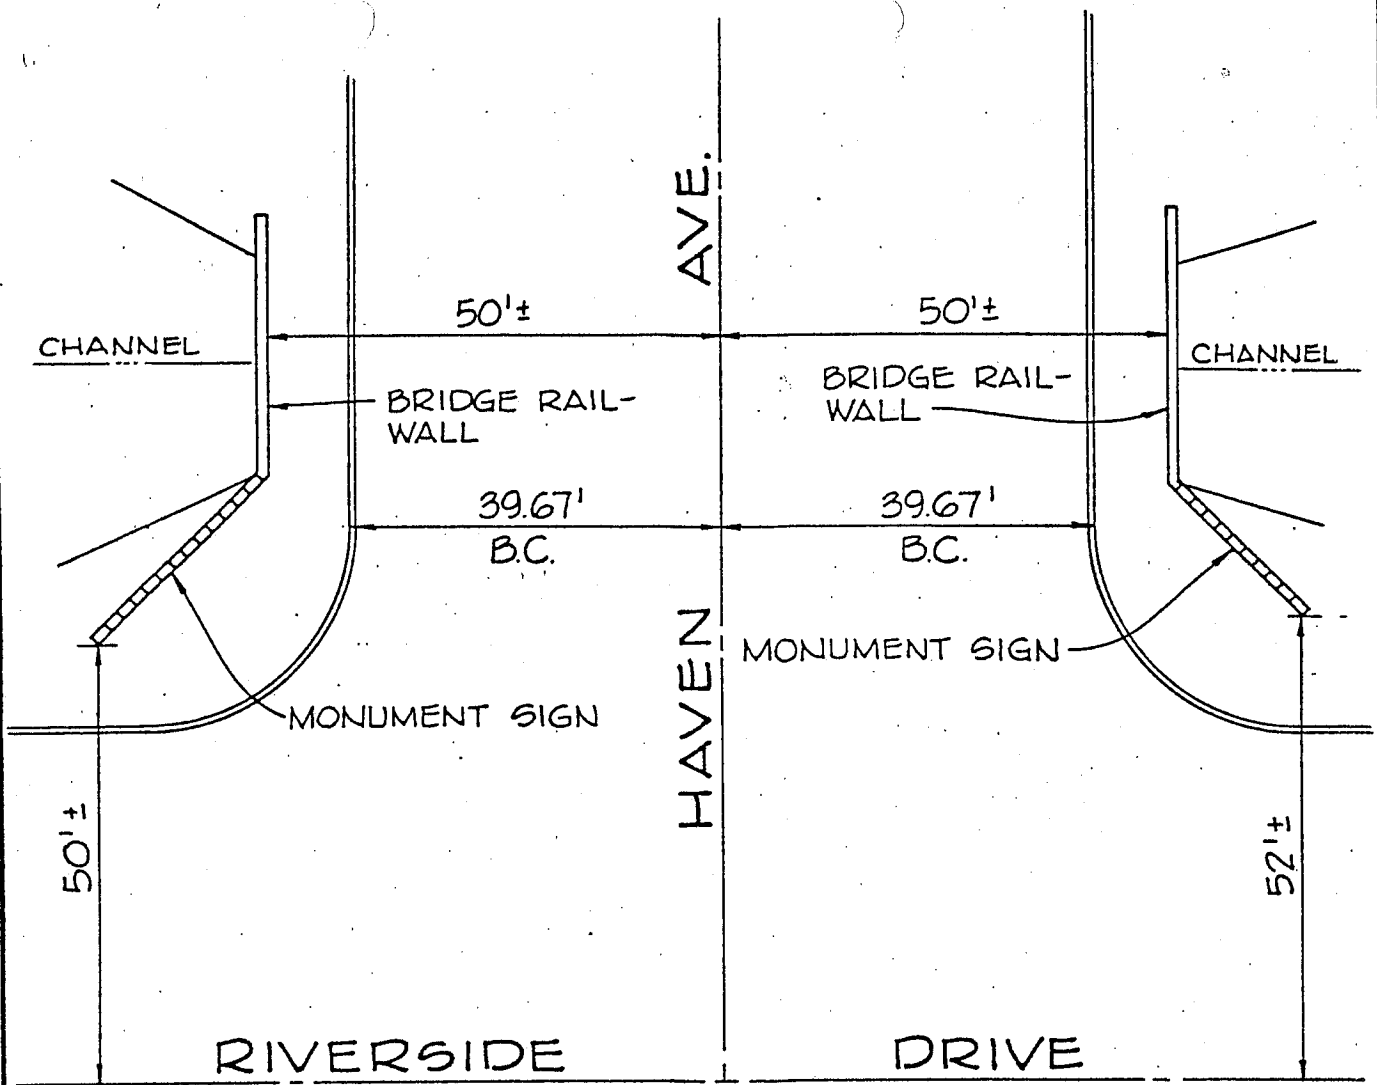 HAVEN AVE.
50'±
50'±
CHANNEL
CHANNEL
BRIDGE RAIL-
WALL
BRIDGE RAIL-
WALL
39.67'
B.C.
39.67'
B.C.
MONUMENT SIGN
MONUMENT SIGN
50'±
52'±
RIVERSIDE DRIVE